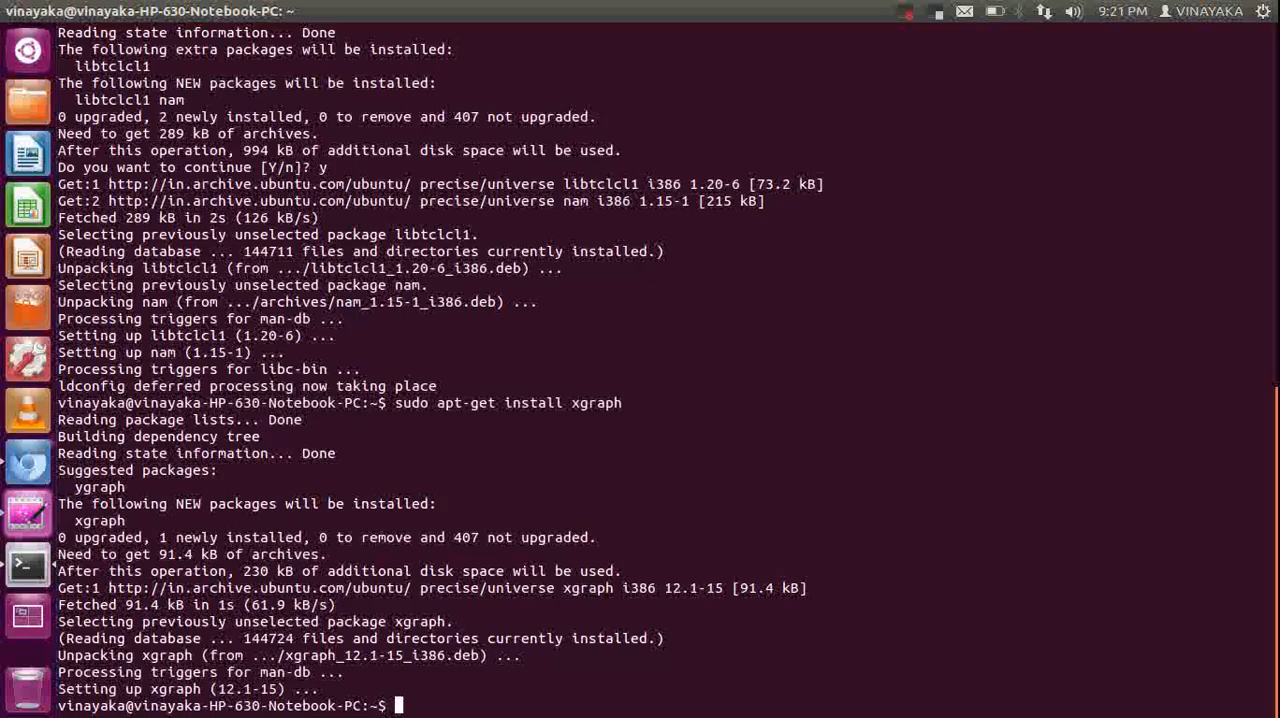 vinayaka@vinayaka-HP-630-Notebook-PC: ~
9:21 PM
VINAYAKA
Reading state information... Done
The following extra packages will be installed:
  libtclcl1
The following NEW packages will be installed:
  libtclcl1 nam
0 upgraded, 2 newly installed, 0 to remove and 407 not upgraded.
Need to get 289 kB of archives.
After this operation, 994 kB of additional disk space will be used.
Do you want to continue [Y/n]? y
Get:1 http://in.archive.ubuntu.com/ubuntu/ precise/universe libtclcl1 i386 1.20-6 [73.2 kB]
Get:2 http://in.archive.ubuntu.com/ubuntu/ precise/universe nam i386 1.15-1 [215 kB]
Fetched 289 kB in 2s (126 kB/s)
Selecting previously unselected package libtclcl1.
(Reading database ... 144711 files and directories currently installed.)
Unpacking libtclcl1 (from .../libtclcl1_1.20-6_i386.deb) ...
Selecting previously unselected package nam.
Unpacking nam (from .../archives/nam_1.15-1_i386.deb) ...
Processing triggers for man-db ...
Setting up libtclcl1 (1.20-6) ...
Setting up nam (1.15-1) ...
Processing triggers for libc-bin ...
ldconfig deferred processing now taking place
vinayaka@vinayaka-HP-630-Notebook-PC:~$ sudo apt-get install xgraph
Reading package lists... Done
Building dependency tree
Reading state information... Done
Suggested packages:
  ygraph
The following NEW packages will be installed:
  xgraph
0 upgraded, 1 newly installed, 0 to remove and 407 not upgraded.
Need to get 91.4 kB of archives.
After this operation, 230 kB of additional disk space will be used.
Get:1 http://in.archive.ubuntu.com/ubuntu/ precise/universe xgraph i386 12.1-15 [91.4 kB]
Fetched 91.4 kB in 1s (61.9 kB/s)
Selecting previously unselected package xgraph.
(Reading database ... 144724 files and directories currently installed.)
Unpacking xgraph (from .../xgraph_12.1-15_i386.deb) ...
Processing triggers for man-db ...
Setting up xgraph (12.1-15) ...
vinayaka@vinayaka-HP-630-Notebook-PC:~$